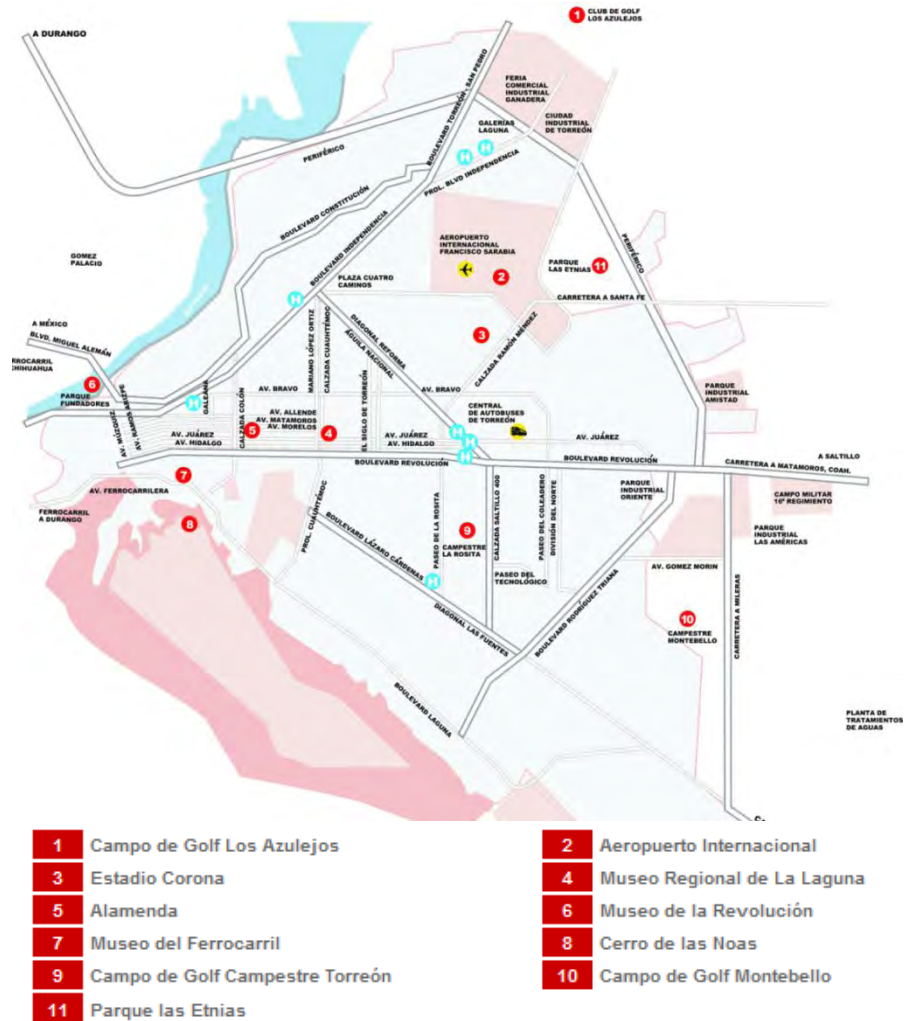 1
CLUB DE GOLF
LOS AZULEJOS
A DURANGO
FERIA
COMERCIAL
INDUSTRIAL
GANADERA
CIUDAD
INDUSTRIAL
DE TORREÓN
BOULEVARD TORREÓN - SAN PEDRO
GALERÍAS
LAGUNA
H
H
PERIFÉRICO
PROL. BLVD INDEPENDENCIA
BOULEVARD CONSTITUCIÓN
BOULEVARD INDEPENDENCIA
AEROPUERTO
INTERNACIONAL
FRANCISCO SARABIA
2
PERIFÉRICO
PARQUE
LAS ETNIAS
11
GOMEZ
PALACIO
PLAZA CUATRO
CAMINOS
H
CARRETERA A SANTA FE
A MÉXICO
BLVD. MIGUEL ALEMÁN
MARIANO LÓPEZ ORTIZ
CALZADA CUAUHTÉMOC
DIAGONAL REFORMA
ÁGUILA NACIONAL
3
CALZADA RAMÓN MÉNDEZ
RROCARRIL
HIHUAHUA
6
PARQUE
FUNDADORES
AV. MÚZQUIZ
AV. RAMOS ARIZPE
GALEANA
H
AV. BRAVO
AV. BRAVO
PARQUE
INDUSTRIAL
AMISTAD
CALZADA COLÓN
AV. ALLENDE
AV. MATAMOROS
AV. MORELOS
5
4
EL SIGLO DE TORREÓN
CENTRAL
DE AUTOBUSES
DE TORREÓN
H
H
H
AV. JUÁREZ
AV. HIDALGO
AV. JUÁREZ
AV. HIDALGO
AV. JUÁREZ
BOULEVARD REVOLUCIÓN
BOULEVARD REVOLUCIÓN
A SALTILLO
CARRETERA A MATAMOROS, COAH.
7
AV. FERROCARRILERA
FERROCARRIL
A DURANGO
8
PROL. CUAUHTÉMOC
BOULEVARD LÁZARO CÁRDENAS
PASEO DE LA ROSITA
9
CAMPESTRE
LA ROSITA
CALZADA SALTILLO 400
PASEO DEL COLEADERO
DIVISIÓN DEL NORTE
PARQUE
INDUSTRIAL
ORIENTE
CAMPO MILITAR
10º REGIMIENTO
PARQUE
INDUSTRIAL
LAS AMÉRICAS
PASEO DEL
TECNOLÓGICO
AV. GOMEZ MORIN
H
DIAGONAL LAS FUENTES
BOULEVARD RODRÍGUEZ TRIANA
10
CAMPESTRE
MONTEBELLO
CARRETERA A MILERAS
BOULEVARD LAGUNA
PLANTA DE
TRATAMIENTOS
DE AGUAS
1 Campo de Golf Los Azulejos
2 Aeropuerto Internacional
3 Estadio Corona
4 Museo Regional de La Laguna
5 Alamenda
6 Museo de la Revolución
7 Museo del Ferrocarril
8 Cerro de las Noas
9 Campo de Golf Campestre Torreón
10 Campo de Golf Montebello
11 Parque las Etnias